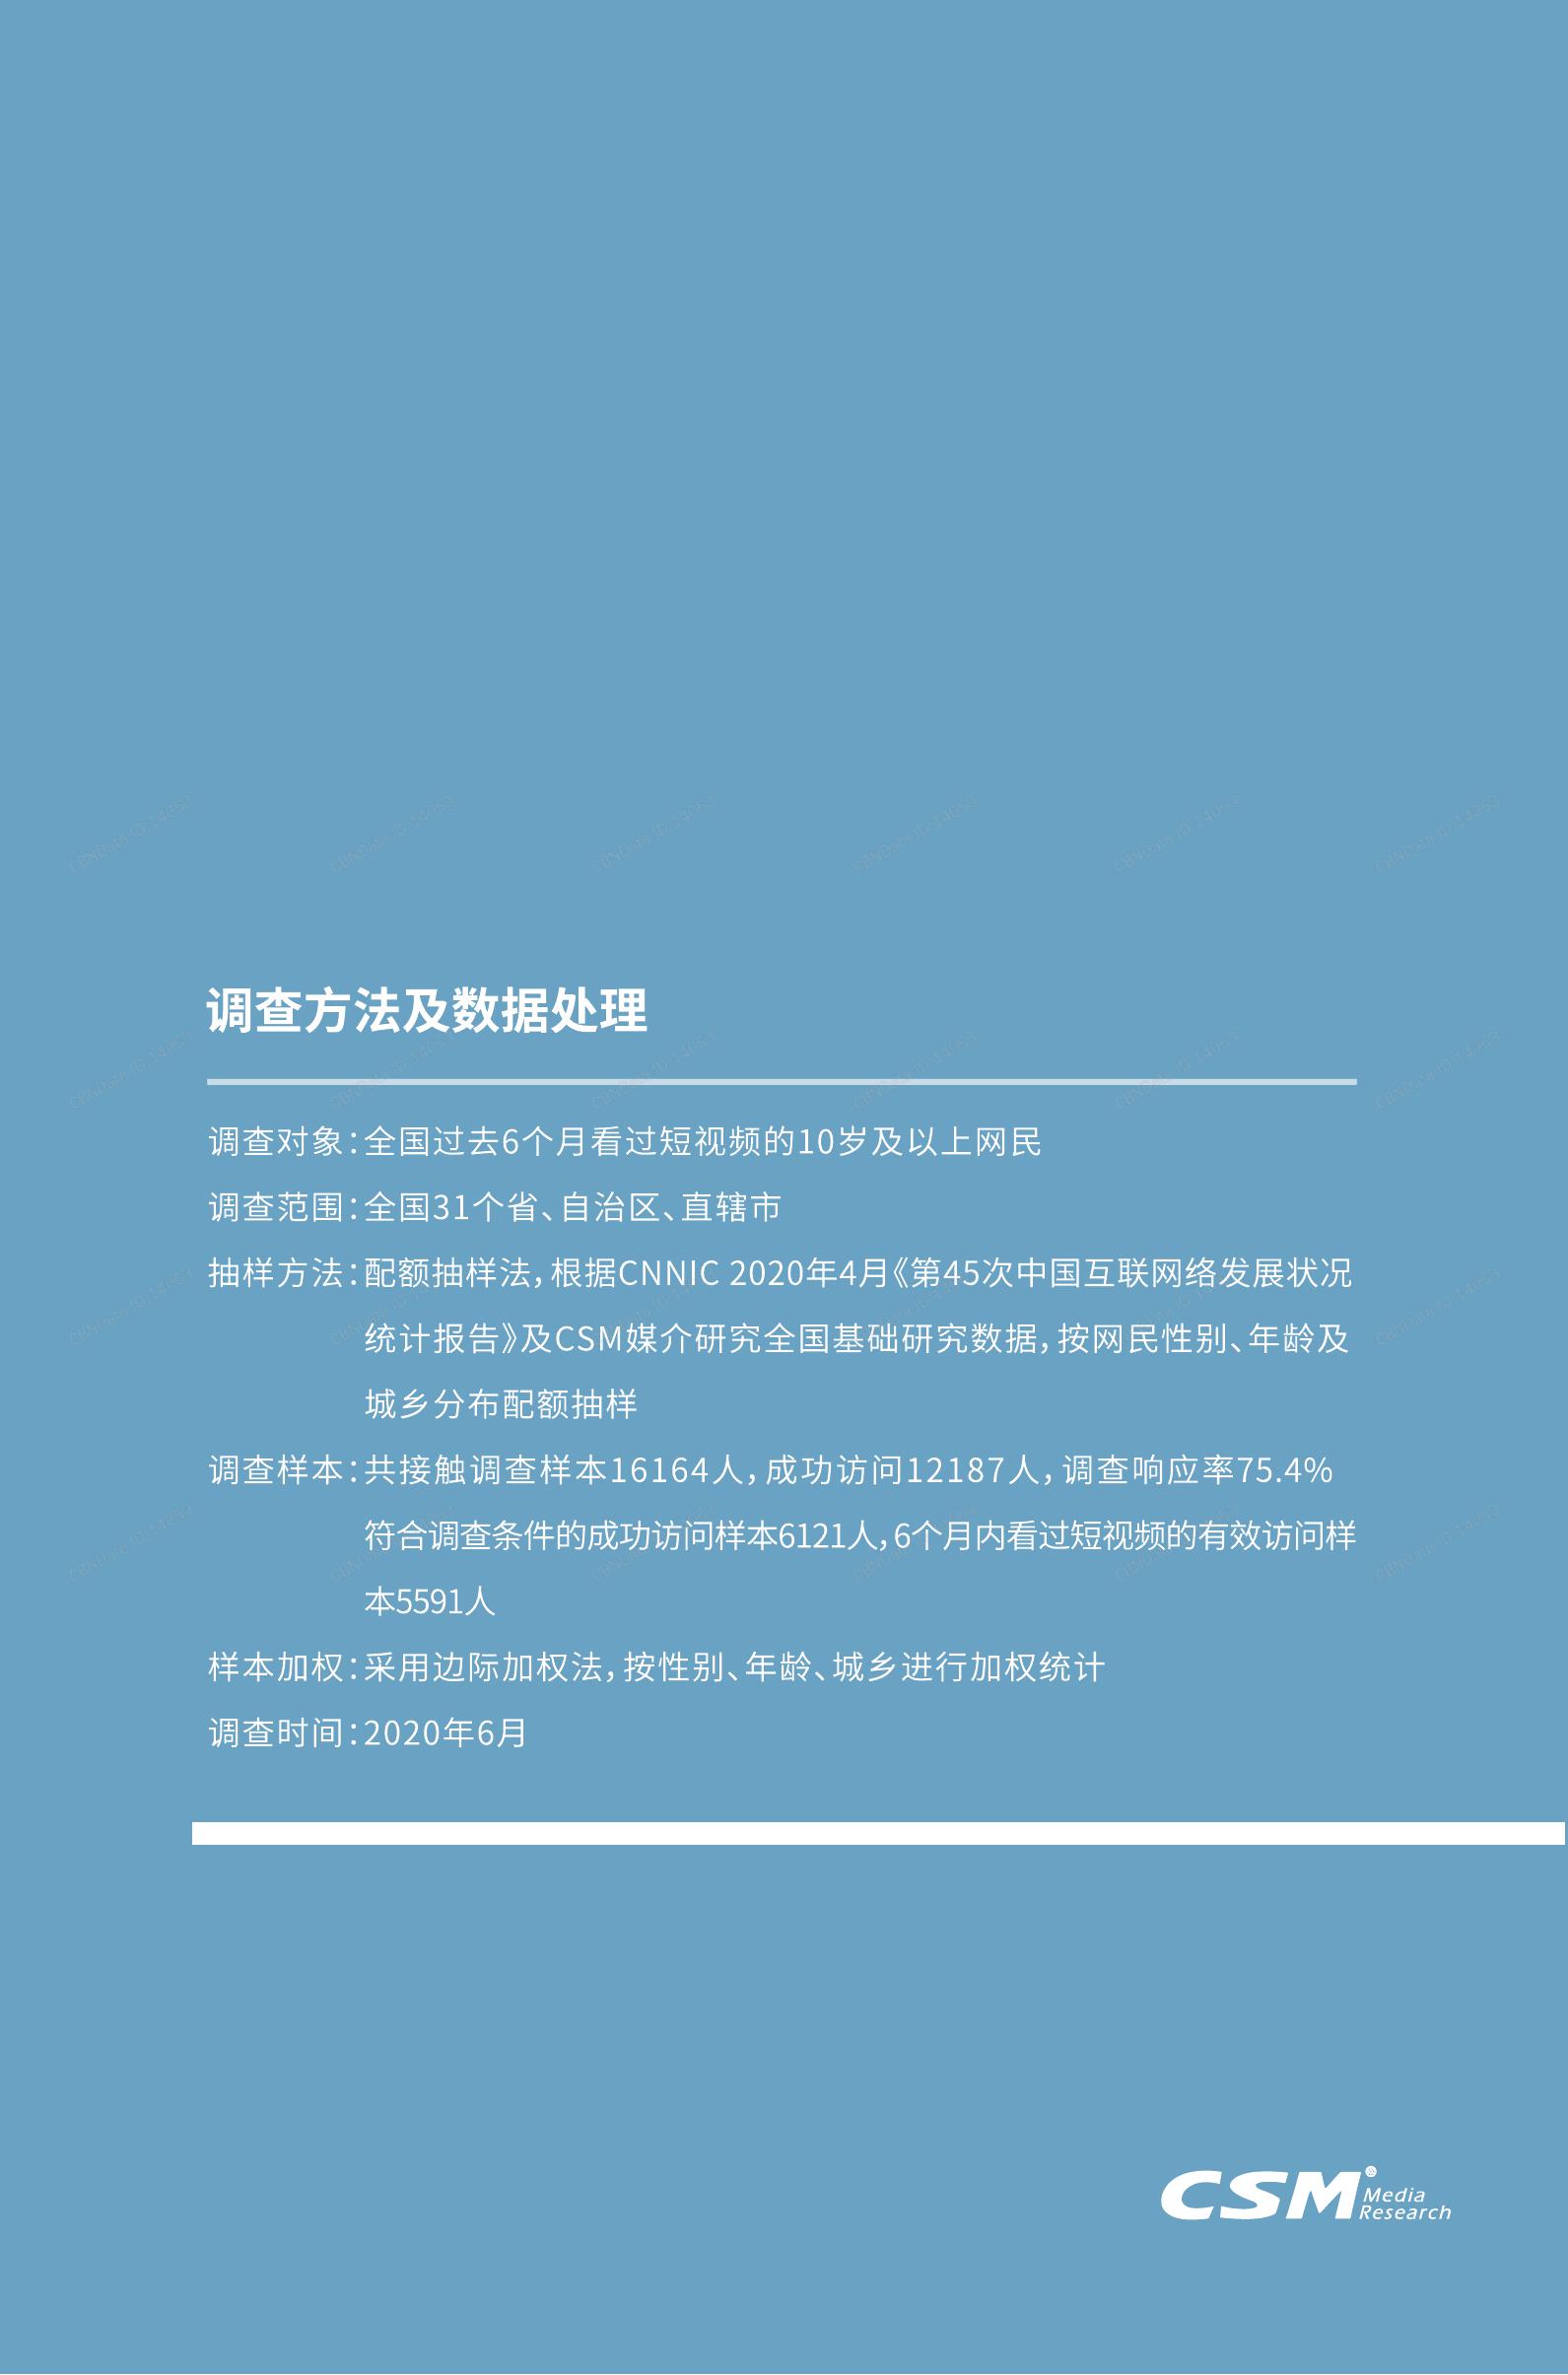 调查方法及数据处理
调查对象：全国过去6个月看过短视频的10岁及以上网民
调查范围：全国31个省、自治区、直辖市
抽样方法：配额抽样法，根据CNNIC 2020年4月《第45次中国互联网络发展状况
统计报告》及CSM媒介研究全国基础研究数据，按网民性别、年龄及
城乡分布配额抽样
调查样本：共接触调查样本16164人，成功访问12187人，调查响应率75.4%
符合调查条件的成功访问样本6121人，6个月内看过短视频的有效访问样
本5591人
样本加权：采用边际加权法，按性别、年龄、城乡进行加权统计
调查时间：2020年6月
CSM® Media
Research